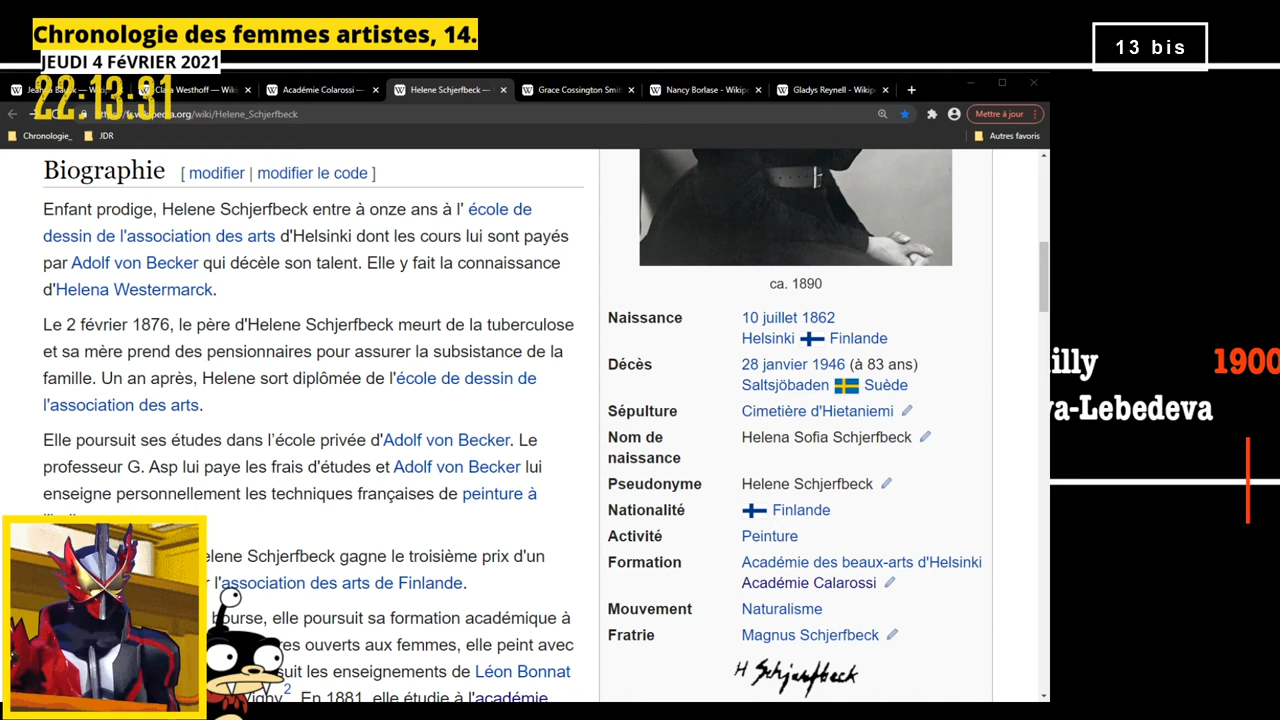 Chronologie des femmes artistes, 14.
JEUDI 4 FéVRIER 2021
22:13:31
13 bis
Académie Colarossi —
Helene Schjerfbeck —
Grace Cossington Smit
Nancy Borlase - Wikip
Gladys Reynell - Wikip
/wiki/Helene_Schjerfbeck
Mettre à jour
Chronologie_
JDR
Autres favoris
Biographie [ modifier | modifier le code ]
Enfant prodige, Helene Schjerfbeck entre à onze ans à l' école de
dessin de l'association des arts d'Helsinki dont les cours lui sont payés
par Adolf von Becker qui décèle son talent. Elle y fait la connaissance
d'Helena Westermarck.
Le 2 février 1876, le père d'Helene Schjerfbeck meurt de la tuberculose
et sa mère prend des pensionnaires pour assurer la subsistance de la
famille. Un an après, Helene sort diplômée de l'école de dessin de
l'association des arts.
Elle poursuit ses études dans l'école privée d'Adolf von Becker. Le
professeur G. Asp lui paye les frais d'études et Adolf von Becker lui
enseigne personnellement les techniques françaises de peinture à
elene Schjerfbeck gagne le troisième prix d'un
l'association des arts de Finlande.
bourse, elle poursuit sa formation académique à
res ouverts aux femmes, elle peint avec
suit les enseignements de Léon Bonnat
vigny 2 En 1881, elle étudie à l'académie
ca. 1890
Naissance 10 juillet 1862
Helsinki Finlande
Décès 28 janvier 1946 (à 83 ans)
Saltsjöbaden Suède
Sépulture Cimetière d'Hietaniemi
Nom de naissance Helena Sofia Schjerfbeck
Pseudonyme Helene Schjerfbeck
Nationalité Finlande
Activité Peinture
Formation Académie des beaux-arts d'Helsinki
Académie Calarossi
Mouvement Naturalisme
Fratrie Magnus Schjerfbeck
H Schjerfbeck
illy
1900
va-Lebedeva